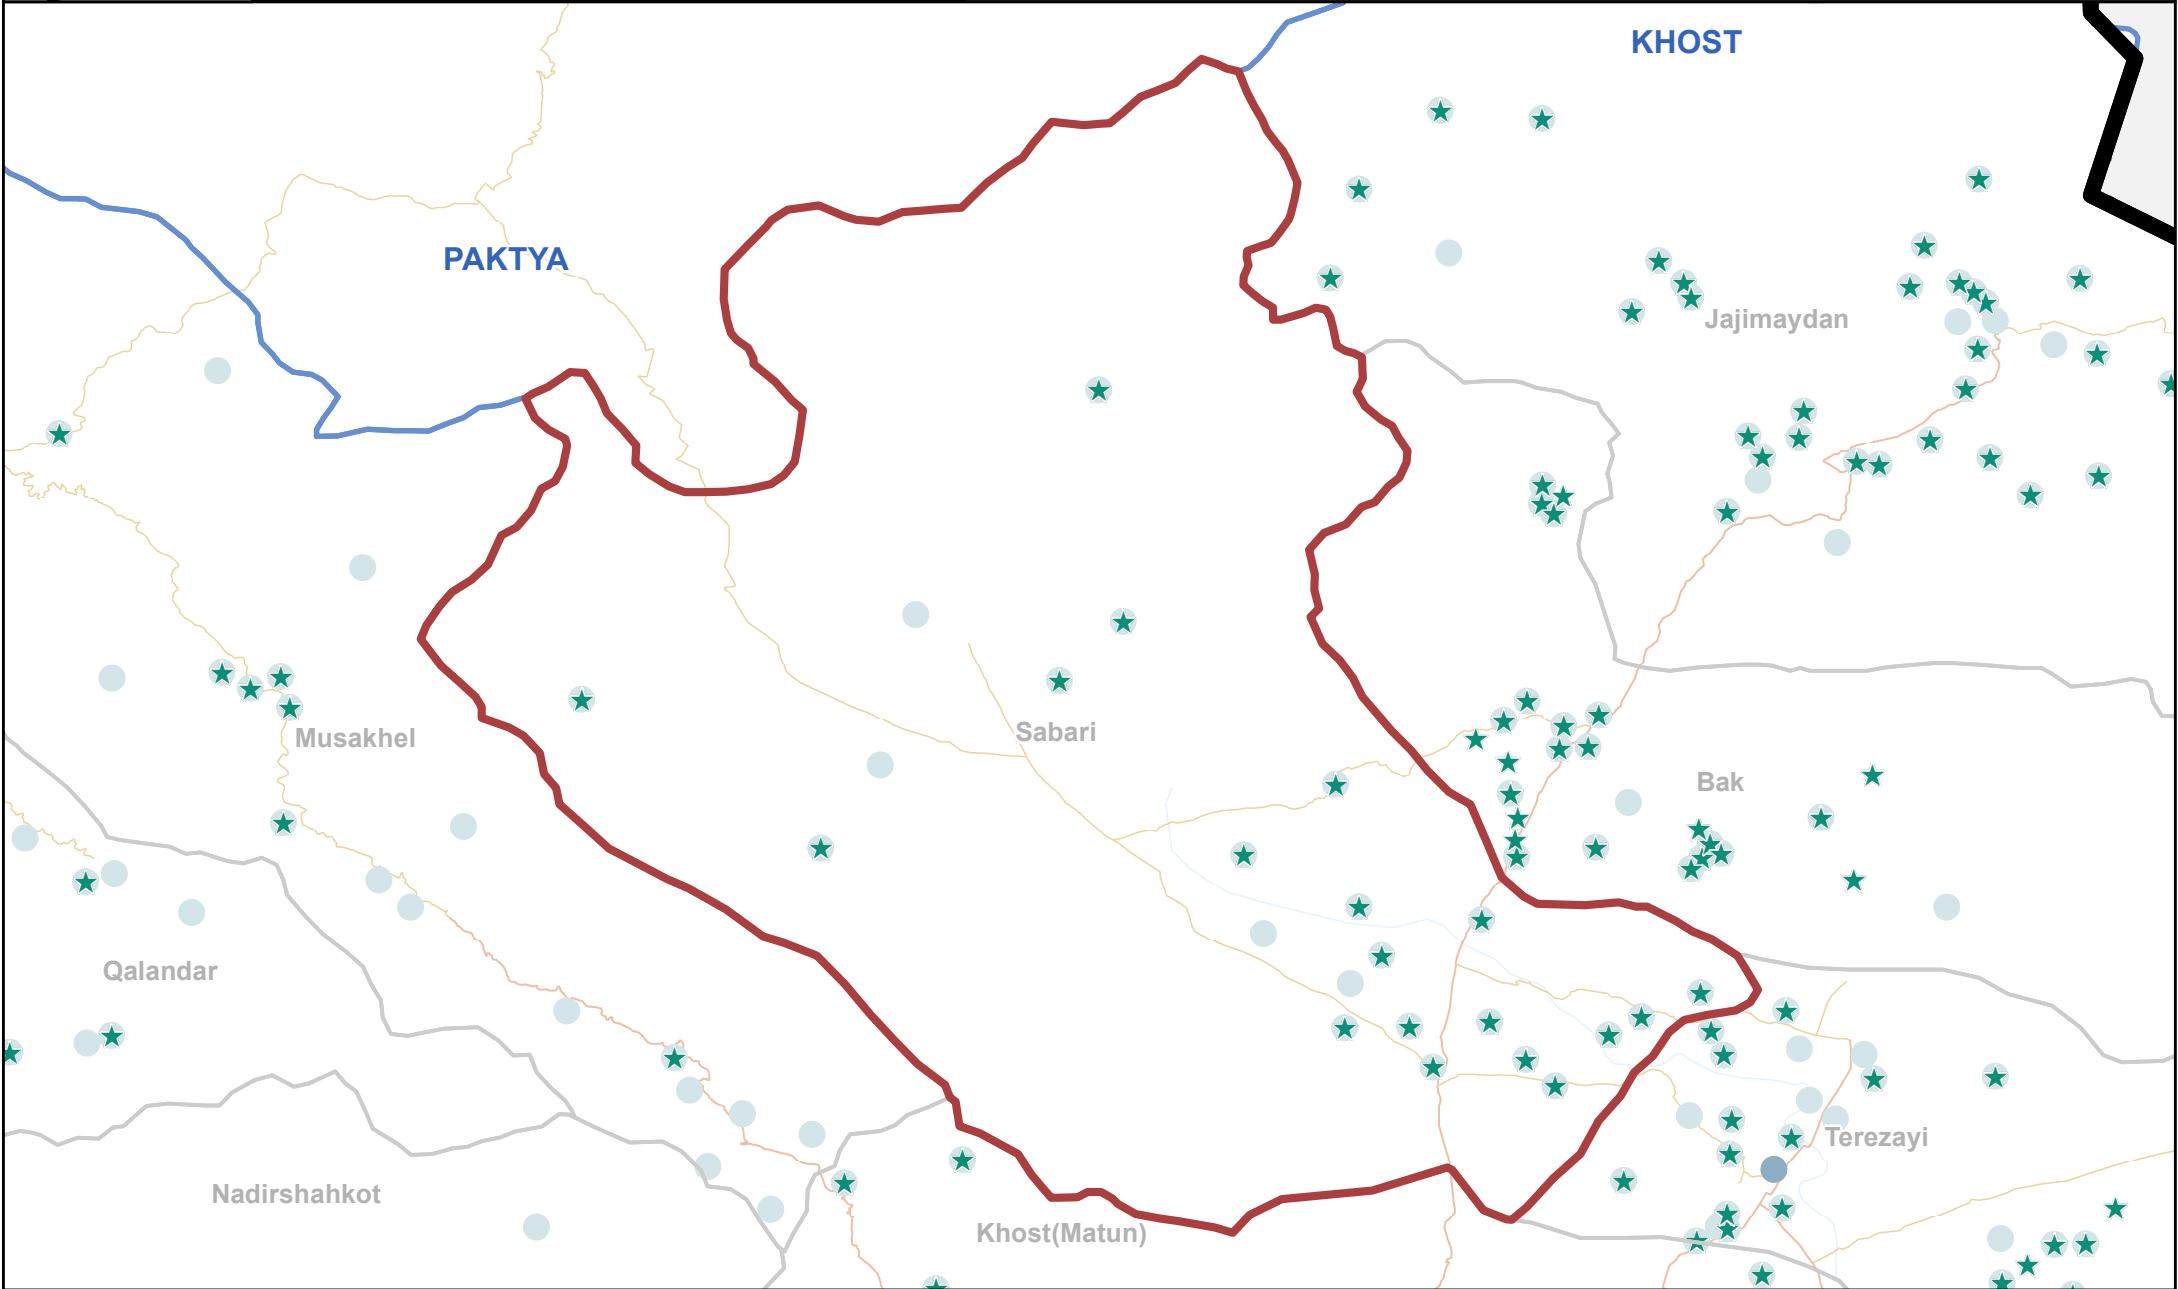 KHOST
PAKTYA
Jajimaydan
Sabari
Musakhel
Bak
Qalandar
Terezayi
Nadirshahkot
Khost(Matun)